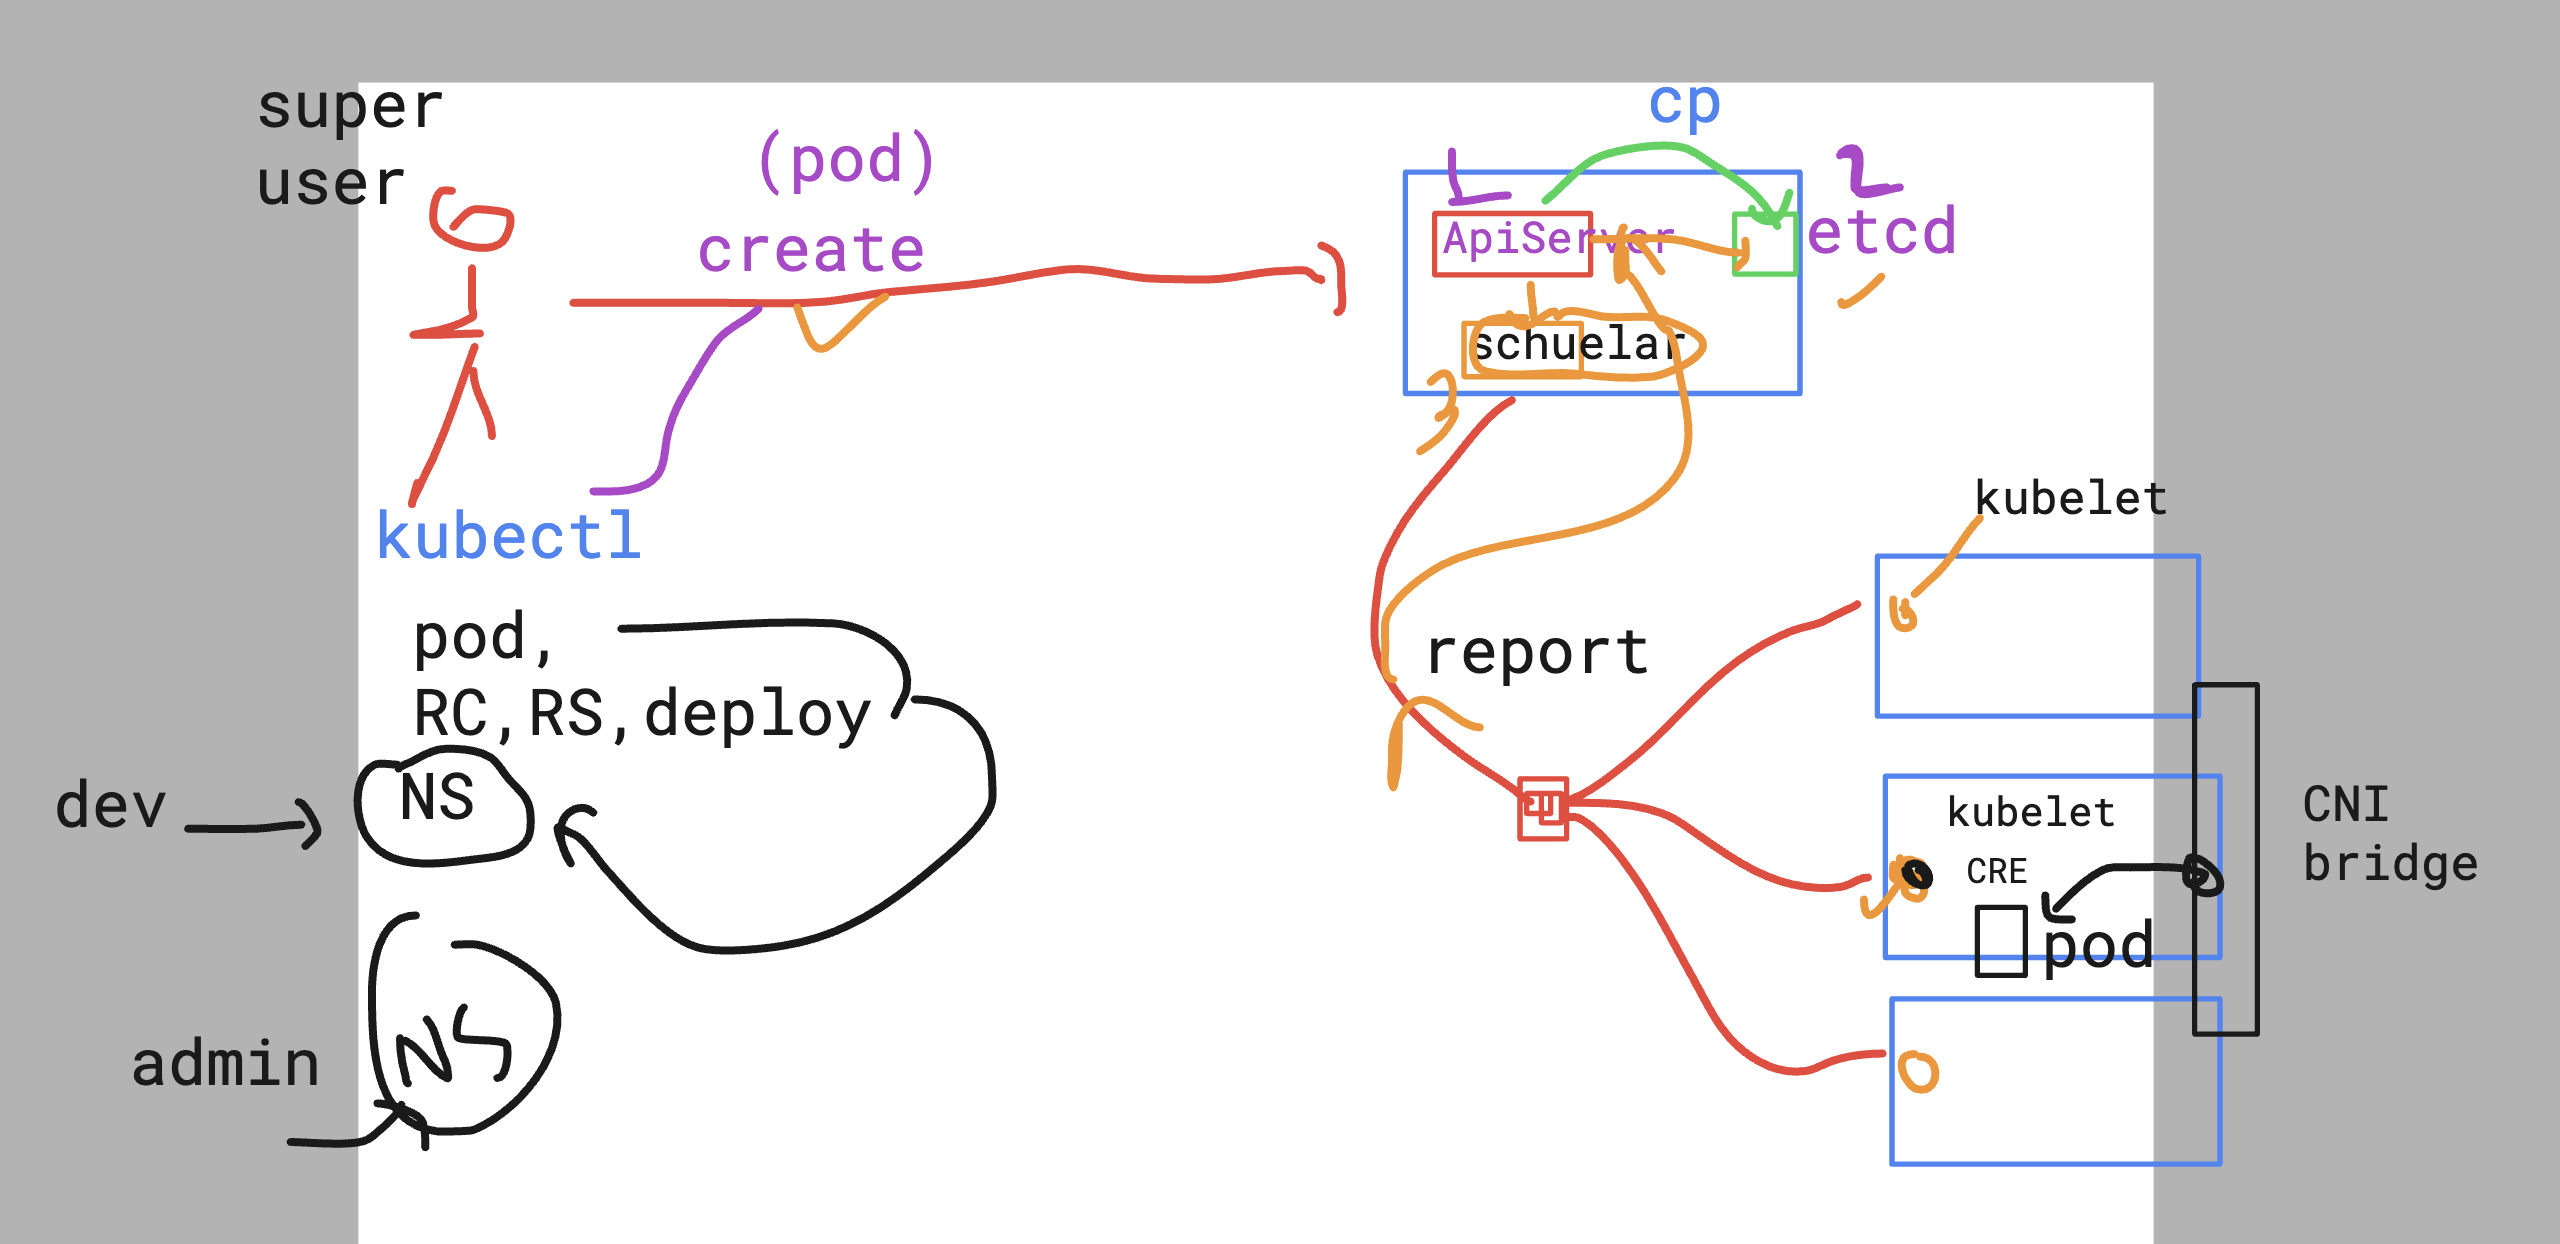 super
user
(pod)
create
kubectl
pod,
RC,RS,deploy
NS
dev
NS
admin
cp
1
2
ApiServer
etcd
schuelar
3
report
kubelet
kubelet
CRE
pod
CNI
bridge